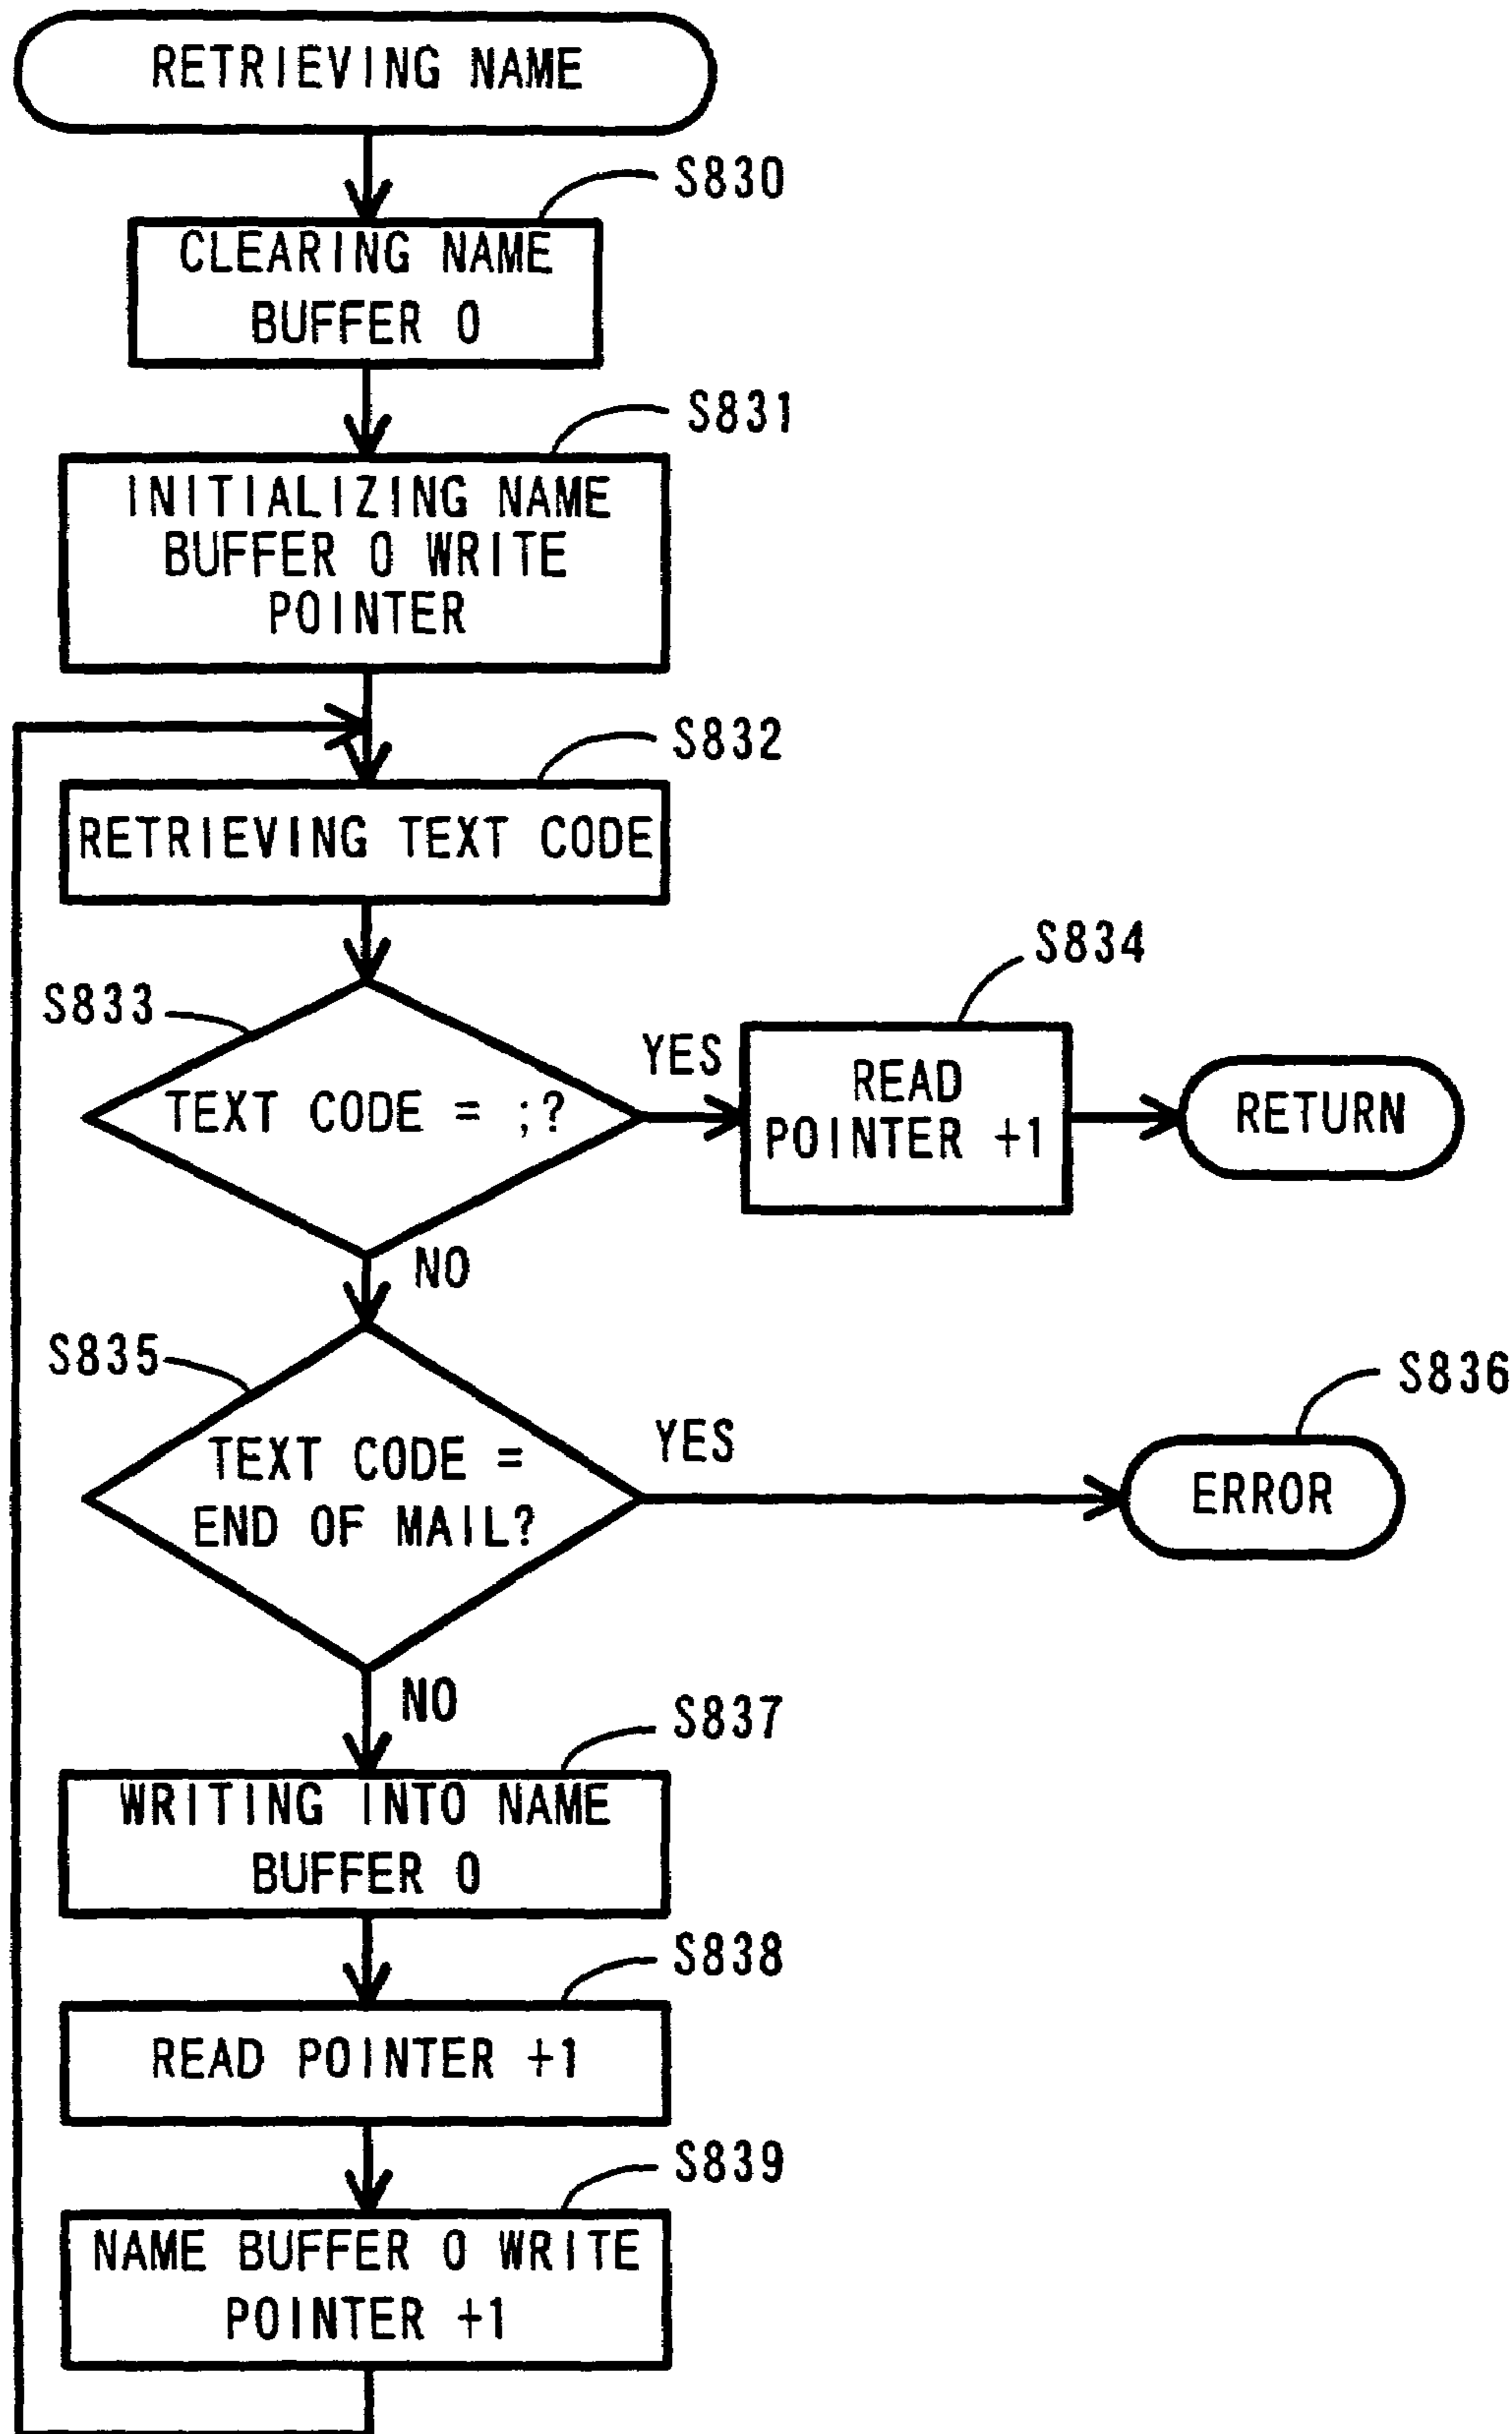 RETRIEVING NAME
S830
CLEARING NAME
BUFFER 0
S831
INITIALIZING NAME
BUFFER 0 WRITE
POINTER
S832
RETRIEVING TEXT CODE
S833
TEXT CODE = ;?
YES
S834
READ
POINTER +1
RETURN
NO
S835
TEXT CODE =
END OF MAIL?
YES
S836
ERROR
NO
S837
WRITING INTO NAME
BUFFER 0
S838
READ POINTER +1
S839
NAME BUFFER 0 WRITE
POINTER +1